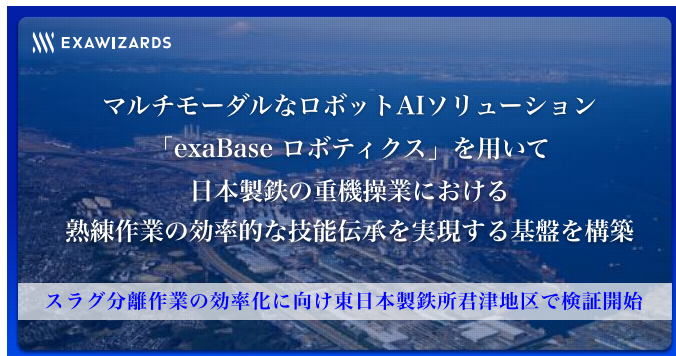 EXAWIZARDS
マルチモーダルなロボットAIソリューション
「exaBase ロボティクス」を用いて
日本製鉄の重機操業における
熟練作業の効率的な技能伝承を実現する基盤を構築
スラグ分離作業の効率化に向け東日本製鉄所君津地区で検証開始